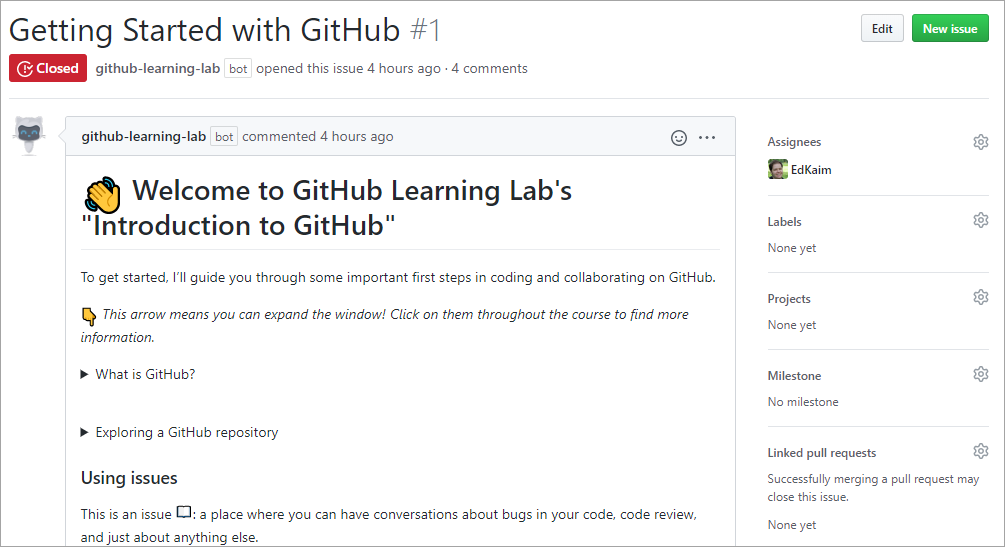 Getting Started with GitHub #1
Edit
New issue
Closed
github-learning-lab bot opened this issue 4 hours ago · 4 comments
github-learning-lab bot commented 4 hours ago
👋 Welcome to GitHub Learning Lab's
"Introduction to GitHub"
To get started, I’ll guide you through some important first steps in coding and collaborating on GitHub.
👇 This arrow means you can expand the window! Click on them throughout the course to find more
information.
▶ What is GitHub?
▶ Exploring a GitHub repository
Using issues
This is an issue 📖: a place where you can have conversations about bugs in your code, code review,
and just about anything else.
Assignees
EdKaim
Labels
None yet
Projects
None yet
Milestone
No milestone
Linked pull requests
Successfully merging a pull request may
close this issue.
None yet